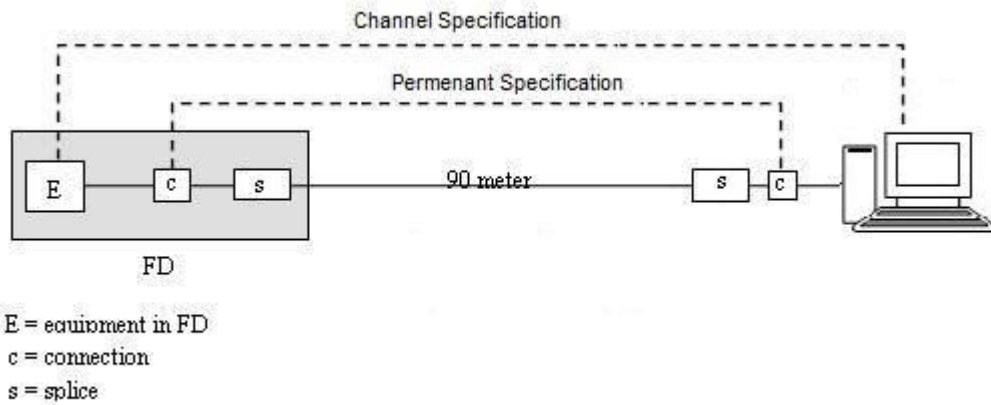 Channel Specification
Permenant Specification
E c s 90 meter s c
FD
E = equipment in FD
c = connection
s = splice